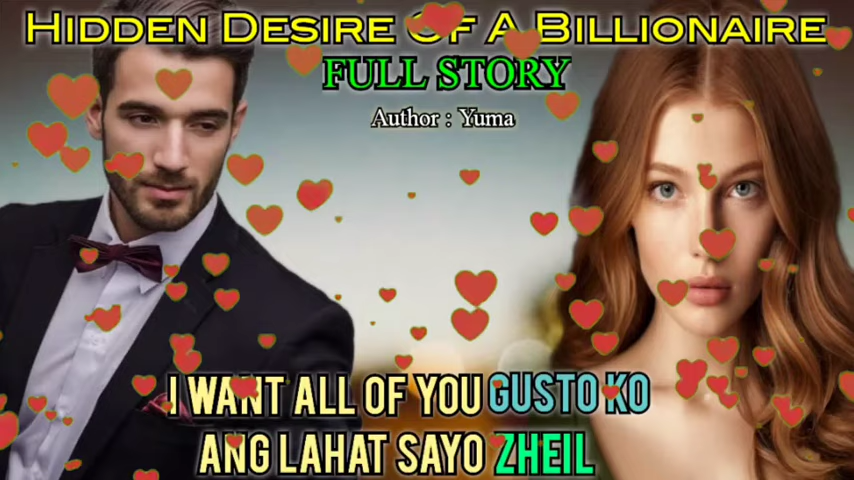 HIDDEN DESIRE OF A BILLIONAIRE
FULL STORY
Author : Yuma
I WANT ALL OF YOU GUSTO KO
ANG LAHAT SAYO ZHEIL